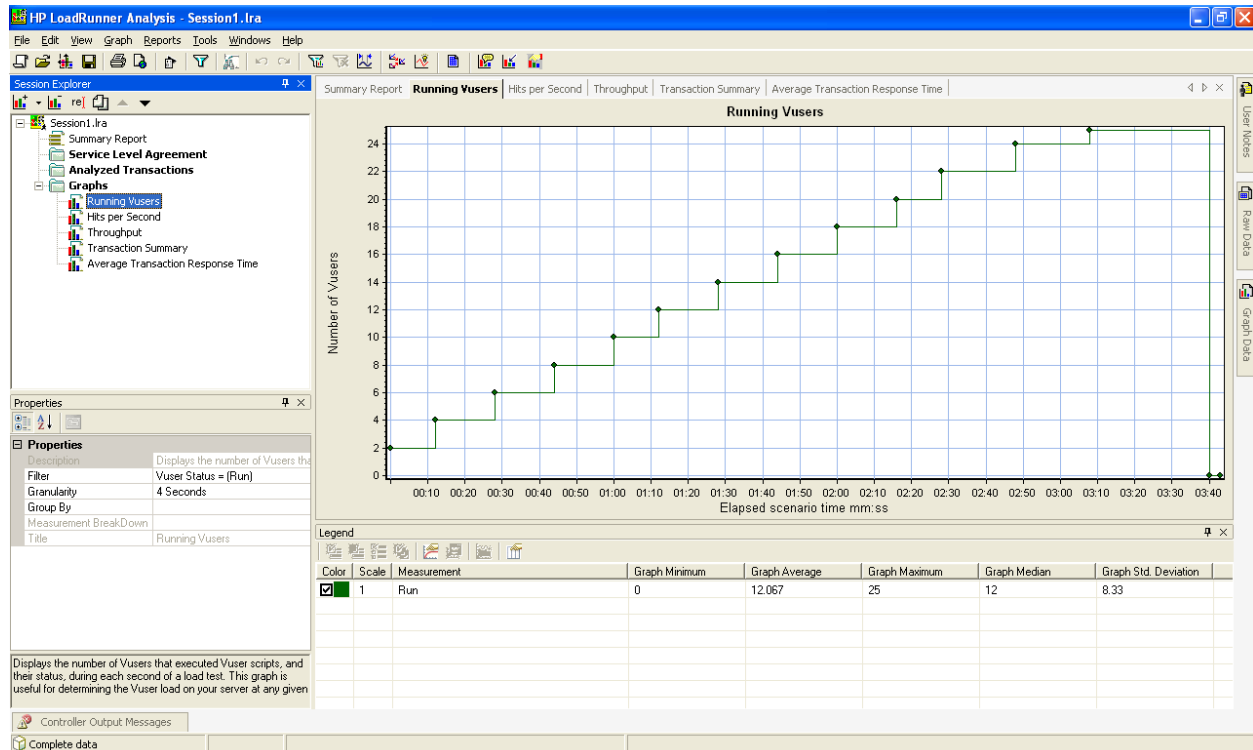 HP LoadRunner Analysis - Session1.lra
File Edit View Graph Reports Tools Windows Help
Session Explorer
Session1.lra
Summary Report
Service Level Agreement
Analyzed Transactions
Graphs
Running Vusers
Hits per Second
Throughput
Transaction Summary
Average Transaction Response Time
Properties
Properties
Description Displays the number of Vusers tha
Filter Vuser Status = (Run)
Granularity 4 Seconds
Group By
Measurement BreakDown
Title Running Vusers
Displays the number of Vusers that executed Vuser scripts, and
their status, during each second of a load test. This graph is
useful for determining the Vuser load on your server at any given
Summary Report Running Vusers Hits per Second Throughput Transaction Summary Average Transaction Response Time
Running Vusers
Number of Vusers
24
22
20
18
16
14
12
10
8
6
4
2
0
00:10 00:20 00:30 00:40 00:50 01:00 01:10 01:20 01:30 01:40 01:50 02:00 02:10 02:20 02:30 02:40 02:50 03:00 03:10 03:20 03:30 03:40
Elapsed scenario time mm:ss
Legend
Color Scale Measurement Graph Minimum Graph Average Graph Maximum Graph Median Graph Std. Deviation
1 Run 0 12.067 25 12 8.33
User Notes
Raw Data
Graph Data
Controller Output Messages
Complete data